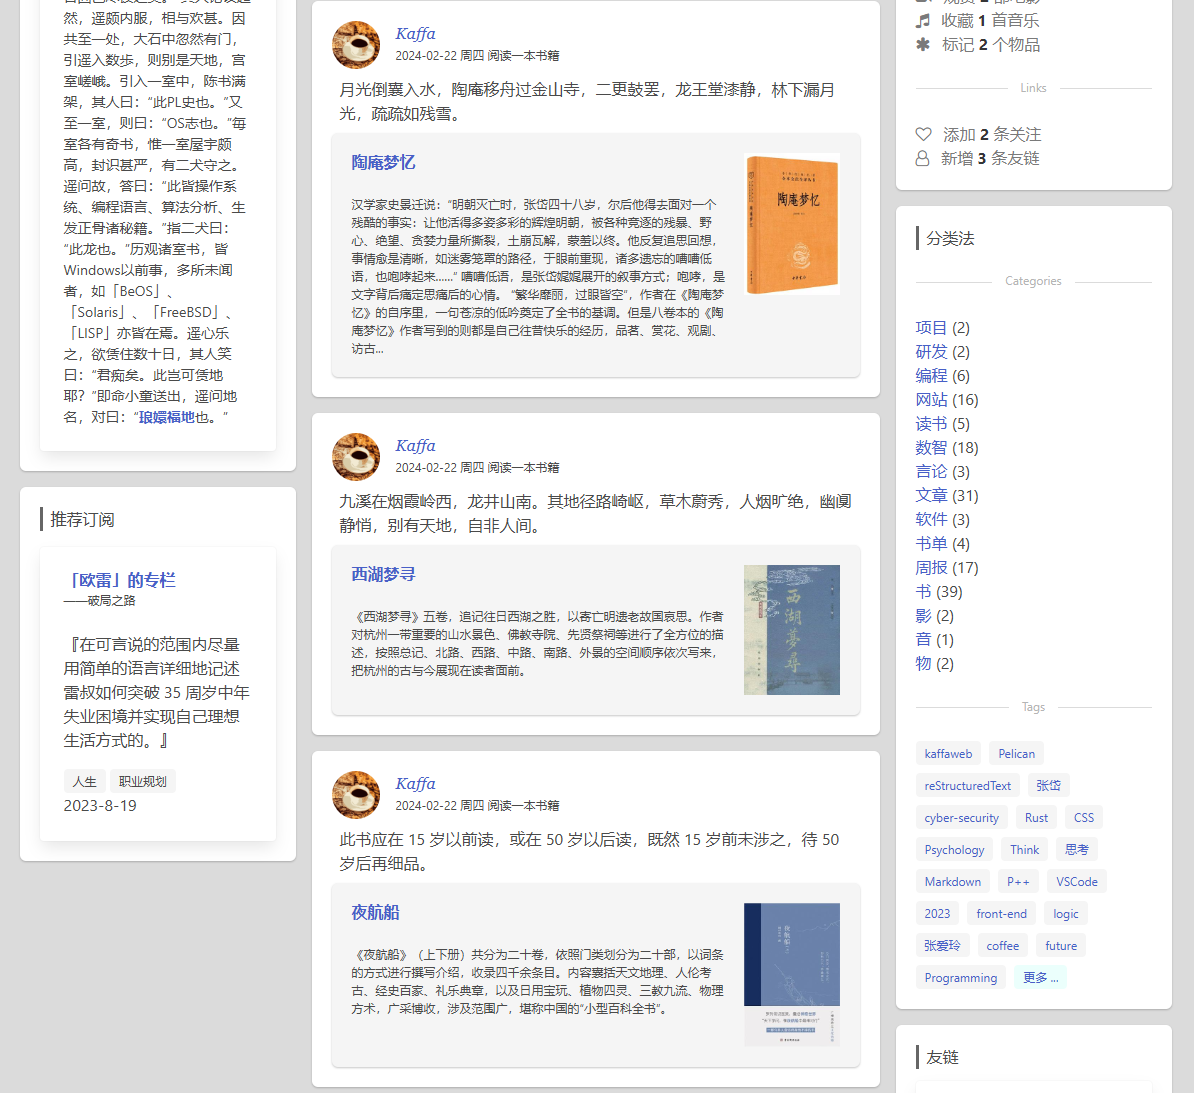 然，遥颇内服，相与欢甚。因
共至一处，大石中忽然有门，
引遥入数步，则别是天地，宫
室嵯峨。引入一室中，陈书满
架，其人曰：“此PL史也。”又
至一室，则曰：“OS志也。”每
室各有奇书，惟一室屋宇颇
高，封识甚严，有二犬守之。
遥问故，答曰：“此皆操作系
统、编程语言、算法分析、生
发正骨诸秘籍。”指二犬曰：
“此龙也。”历观诸室书，皆
Windows以前事，多所未闻
者，如「BeOS」、
「Solaris」、「FreeBSD」、
「LISP」亦皆在焉。遥心乐
之，欲赁住数十日，其人笑
曰：“君痴矣。此岂可赁地
耶？”即命小童送出，遥问地
名，对曰：“琅嬛福地也。”
推荐订阅
「欧雷」的专栏
——破局之路
『在可言说的范围内尽量
用简单的语言详细地记述
雷叔如何突破 35 周岁中年
失业困境并实现自己理想
生活方式的。』
人生 职业规划
2023-8-19
Kaffa
2024-02-22 周四 阅读一本书籍
月光倒囊入水，陶庵移舟过金山寺，二更鼓罢，龙王堂漆静，林下漏月
光，疏疏如残雪。
陶庵梦忆
汉学家史景迁说：“明朝灭亡时，张岱四十八岁，尔后他得去面对一个
残酷的事实：让他活得多姿多彩的辉煌明朝，被各种竞逐的残暴、野
心、绝望、贪婪力量所撕裂，土崩瓦解，蒙羞以终。他反复追思回想，
事情愈是清晰，如迷雾笼罩的路径，于眼前重现，诸多遗忘的嘈嘈低
语，也咆哮起来……” 嘈嘈低语，是张岱娓娓展开的叙事方式；咆哮，是
文字背后痛定思痛后的心情。 “繁华靡丽，过眼皆空”，作者在《陶庵梦
忆》的自序里，一句苍凉的低吟奠定了全书的基调。但是八卷本的《陶
庵梦忆》作者写到的则都是自己往昔快乐的经历，品茗、赏花、观剧、
访古...
陶庵梦忆
Kaffa
2024-02-22 周四 阅读一本书籍
九溪在烟霞岭西，龙井山南。其地径路崎岖，草木蔚秀，人烟旷绝，幽阒
静悄，别有天地，自非人间。
西湖梦寻
《西湖梦寻》五卷，追记往日西湖之胜，以寄亡明遗老故国哀思。作者
对杭州一带重要的山水景色、佛教寺院、先贤祭祠等进行了全方位的描
述，按照总记、北路、西路、中路、南路、外景的空间顺序依次写来，
把杭州的古与今展现在读者面前。
西湖夢尋
Kaffa
2024-02-22 周四 阅读一本书籍
此书应在 15 岁以前读，或在 50 岁以后读，既然 15 岁前未涉之，待 50
岁后再细品。
夜航船
《夜航船》（上下册）共分为二十卷，依照门类划分为二十部，以词条
的方式进行撰写介绍，收录四千余条目。内容囊括天文地理、人伦考
古、经史百家、礼乐典章，以及日用宝玩、植物四灵、三教九流、物理
方术，广采博收，涉及范围广，堪称中国的“小型百科全书”。
夜航船
收藏 1 首音乐
标记 2 个物品
Links
添加 2 条关注
新增 3 条友链
分类法
Categories
项目 (2)
研发 (2)
编程 (6)
网站 (16)
读书 (5)
数智 (18)
言论 (3)
文章 (31)
软件 (3)
书单 (4)
周报 (17)
书 (39)
影 (2)
音 (1)
物 (2)
Tags
kaffaweb Pelican
reStructuredText 张岱
cyber-security Rust CSS
Psychology Think 思考
Markdown P++ VSCode
2023 front-end logic
张爱玲 coffee future
Programming 更多 ...
友链